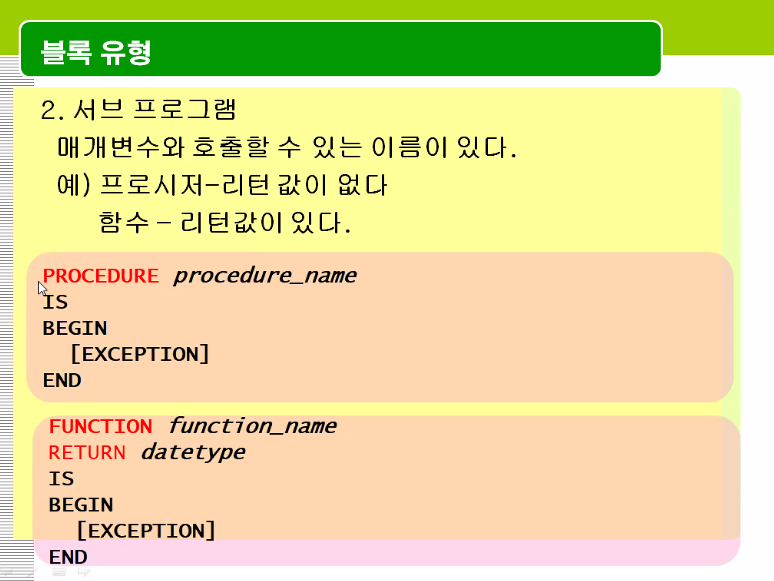 블록 유형
2. 서브 프로그램
매개변수와 호출할 수 있는 이름이 있다.
예) 프로시저-리턴 값이 없다
함수 - 리턴값이 있다.
PROCEDURE procedure_name
IS
BEGIN
[EXCEPTION]
END
FUNCTION function_name
RETURN datetype
IS
BEGIN
[EXCEPTION]
END